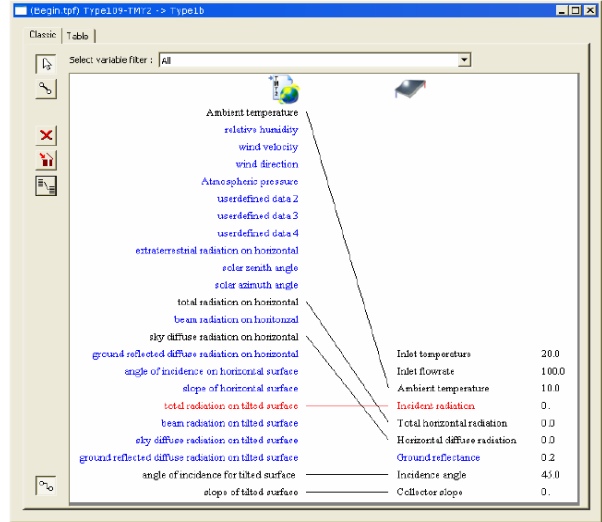 (Begin.tpf) Type109-TMY2 -> Type1b
Classic Table
Select variable filter : All
Ambient temperature
relative humidity
wind velocity
wind direction
Atmospheric pressure
userdefined data 2
userdefined data 3
userdefined data 4
extraterrestrial radiation on horizontal
solar zenith angle
solar azimuth angle
total radiation on horizontal
beam radiation on horitonzal
sky diffuse radiation on horizontal
ground reflected diffuse radiation on horizontal Inlet temperature 20.0
angle of incidence on horizontal surface Inlet flowrate 100.0
slope of horizontal surface Ambient temperature 10.0
total radiation on tilted surface Incident radiation 0.
beam radiation on tilted surface Total horizontal radiation 0.0
sky diffuse radiation on tilted surface Horizontal diffuse radiation 0.0
ground reflected diffuse radiation on tilted surface Ground reflectance 0.2
angle of incidence for tilted surface Incidence angle 45.0
slope of tilted surface Collector slope 0.